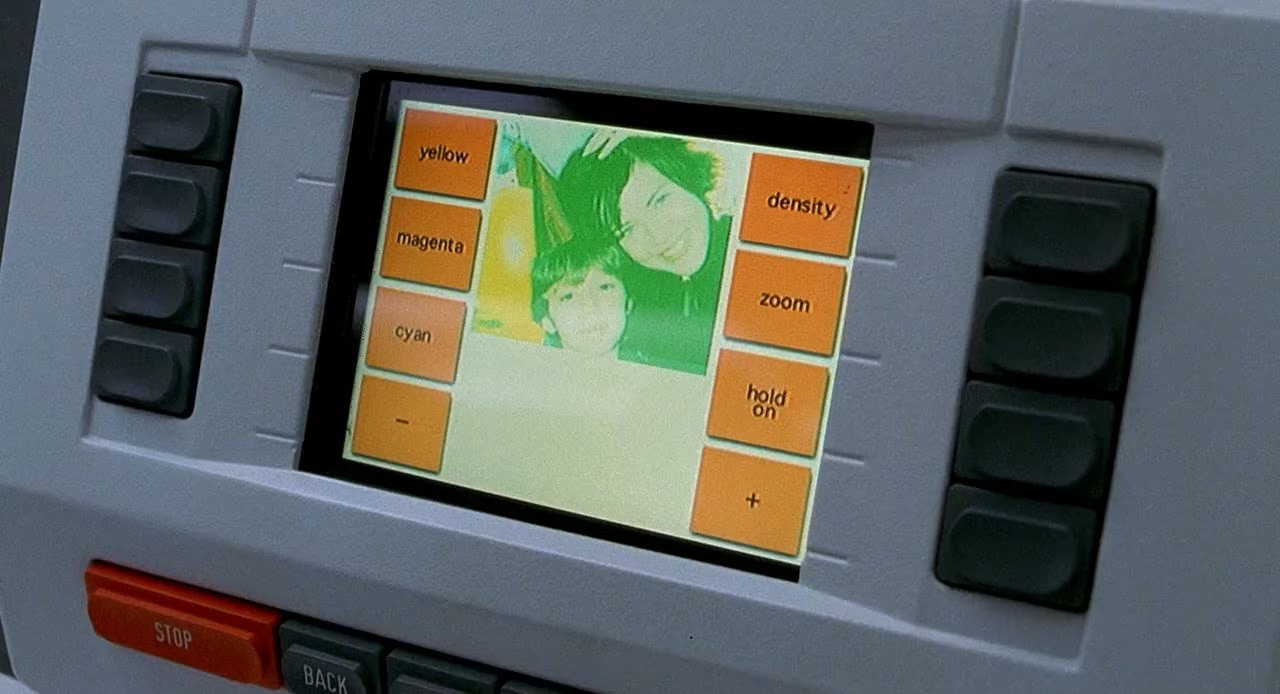 yellow
magenta
cyan
-
density
zoom
hold
on
+
STOP
BACK